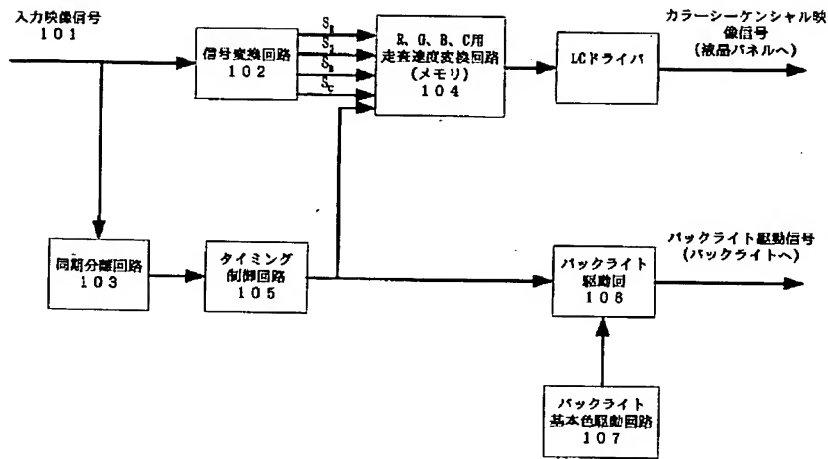 入力映像信号
101
信号変換回路
102
S_R
S_G
S_B
S_C
R、G、B、C用
走査速度変換回路
(メモリ)
104
LCドライバ
カラーシーケンシャル映
像信号
(液晶パネルへ)
同期分離回路
103
タイミング
制御回路
105
バックライト
駆動回
108
バックライト駆動信号
(バックライトへ)
バックライト
基本色駆動回路
107